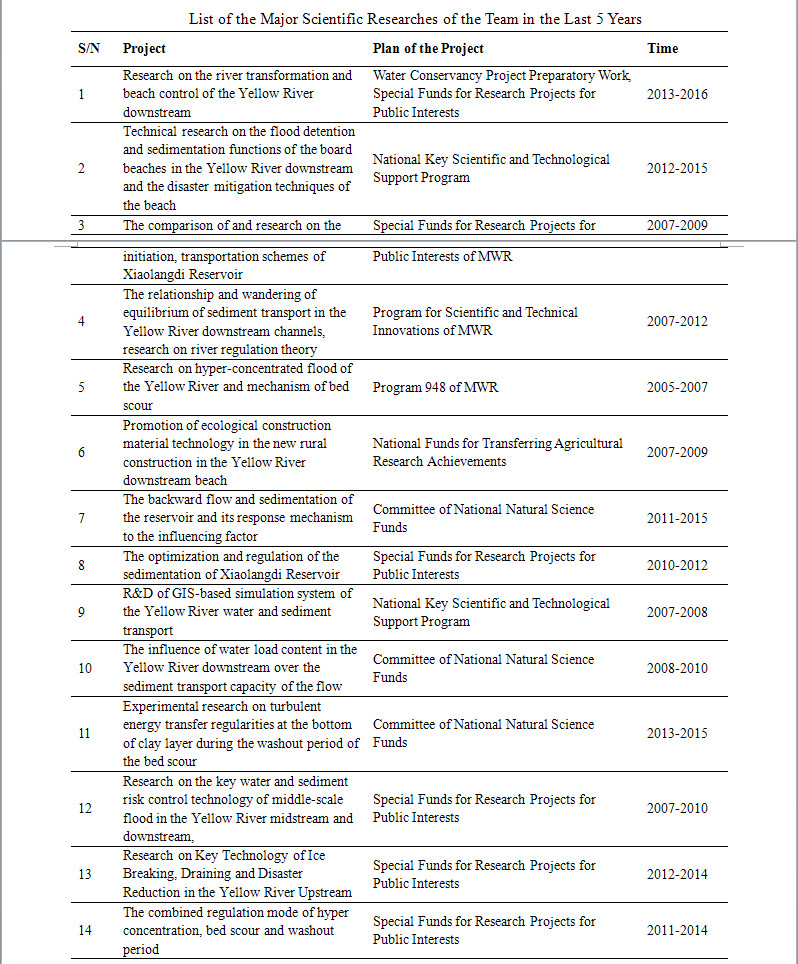 List of the Major Scientific Researches of the Team in the Last 5 Years
S/N Project Plan of the Project Time
1 Research on the river transformation and beach control of the Yellow River downstream Water Conservancy Project Preparatory Work, Special Funds for Research Projects for Public Interests 2013-2016
2 Technical research on the flood detention and sedimentation functions of the board beaches in the Yellow River downstream and the disaster mitigation techniques of the beach National Key Scientific and Technological Support Program 2012-2015
3 The comparison of and research on the Special Funds for Research Projects for 2007-2009
initiation, transportation schemes of Xiaolangdi Reservoir Public Interests of MWR
4 The relationship and wandering of equilibrium of sediment transport in the Yellow River downstream channels, research on river regulation theory Program for Scientific and Technical Innovations of MWR 2007-2012
5 Research on hyper-concentrated flood of the Yellow River and mechanism of bed scour Program 948 of MWR 2005-2007
6 Promotion of ecological construction material technology in the new rural construction in the Yellow River downstream beach National Funds for Transferring Agricultural Research Achievements 2007-2009
7 The backward flow and sedimentation of the reservoir and its response mechanism to the influencing factor Committee of National Natural Science Funds 2011-2015
8 The optimization and regulation of the sedimentation of Xiaolangdi Reservoir Special Funds for Research Projects for Public Interests 2010-2012
9 R&D of GIS-based simulation system of the Yellow River water and sediment transport National Key Scientific and Technological Support Program 2007-2008
10 The influence of water load content in the Yellow River downstream over the sediment transport capacity of the flow Committee of National Natural Science Funds 2008-2010
11 Experimental research on turbulent energy transfer regularities at the bottom of clay layer during the washout period of the bed scour Committee of National Natural Science Funds 2013-2015
12 Research on the key water and sediment risk control technology of middle-scale flood in the Yellow River midstream and downstream, Special Funds for Research Projects for Public Interests 2007-2010
13 Research on Key Technology of Ice Breaking, Draining and Disaster Reduction in the Yellow River Upstream Special Funds for Research Projects for Public Interests 2012-2014
14 The combined regulation mode of hyper concentration, bed scour and washout period Special Funds for Research Projects for Public Interests 2011-2014